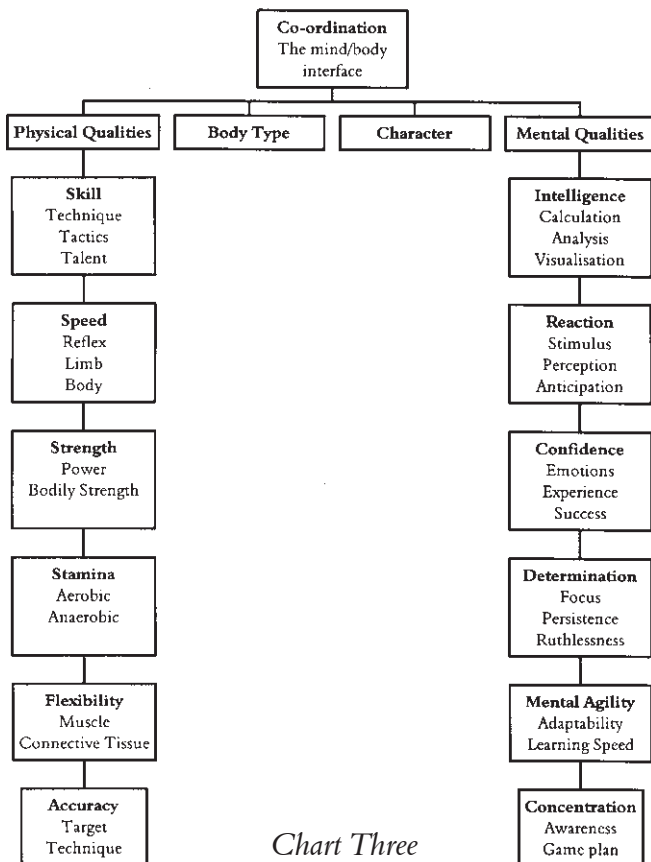 Co-ordination
The mind/body
interface
Physical Qualities
Body Type
Character
Mental Qualities
Skill
Technique
Tactics
Talent
Speed
Reflex
Limb
Body
Strength
Power
Bodily Strength
Stamina
Aerobic
Anaerobic
Flexibility
Muscle
Connective Tissue
Accuracy
Target
Technique
Intelligence
Calculation
Analysis
Visualisation
Reaction
Stimulus
Perception
Anticipation
Confidence
Emotions
Experience
Success
Determination
Focus
Persistence
Ruthlessness
Mental Agility
Adaptability
Learning Speed
Concentration
Awareness
Game plan
Chart Three